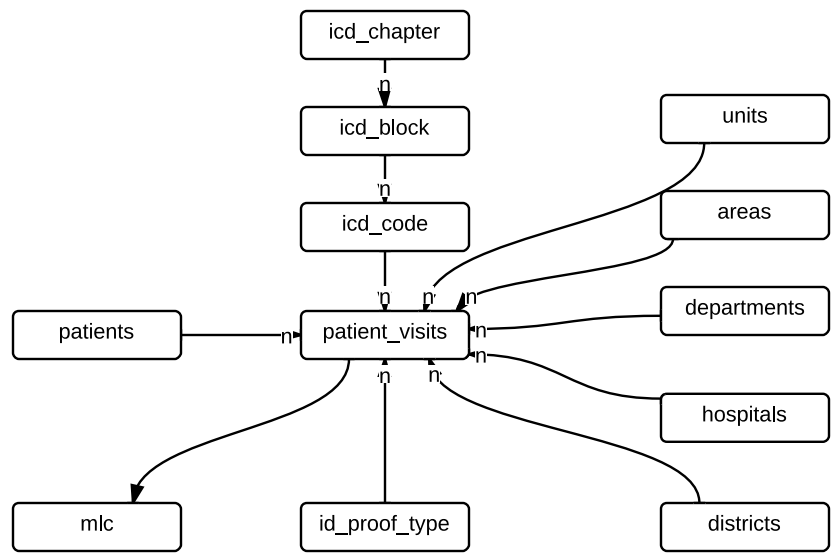 icd_chapter
n
icd_block
units
n
areas
icd_code
n
n
n
departments
patients
n
patient_visits
n
n
n
n
hospitals
mlc
id_proof_type
districts